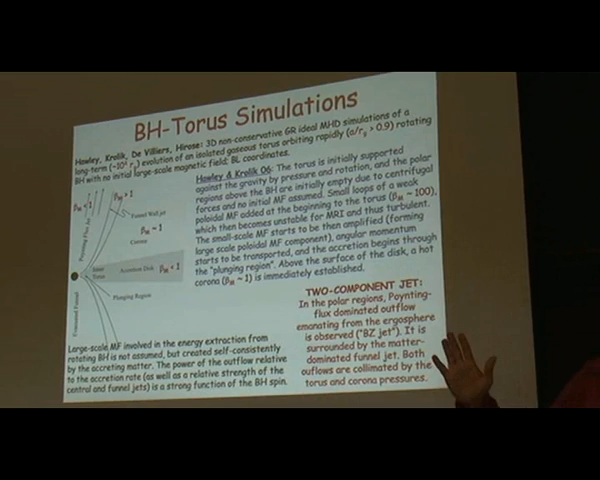 BH-Torus Simulations
Hawley, Krolik, De Villiers, Hirose: 3D non-conservative GR ideal MHD simulations of a
evolution of an isolated gaseous torus orbiting rapidly (a/rg > 0.9) rotating
BH with no initial large-scale magnetic field; BL coordinates.
Hawley & Krolik 06: The torus is initially supported
against the gravity by pressure and rotation, and the polar
regions above the BH are initially empty due to centrifugal
forces and no initial MF assumed. Small loops of a weak
poloidal MF added at the beginning to the torus (βM ~ 100),
which then becomes unstable for MRI and thus turbulent.
The small-scale MF starts to be then amplified (forming
large scale poloidal MF component), angular momentum
starts to be transported, and the accretion begins through
the "plunging region". Above the surface of the disk, a hot
corona (βM ~ 1) is immediately established.
βM < 1
βM > 1
Funnel Wall Jet
βM ~ 1
Corona
Poynting Flux Jet
Inner
Torus
Accretion Disk
βM < 1
Plunging Region
Evacuated Funnel
Large-scale MF involved in the energy extraction from
rotating BH is not assumed, but created self-consistently
by the accreting matter. The power of the outflow relative
to the accretion rate (as well as a relative strength of the
central and funnel jets) is a strong function of the BH spin.
TWO-COMPONENT JET:
In the polar regions, Poynting-
flux dominated outflow
emanating from the ergosphere
is observed ("BZ jet"). It is
surrounded by the matter-
dominated funnel jet. Both
outflows are collimated by the
torus and corona pressures.